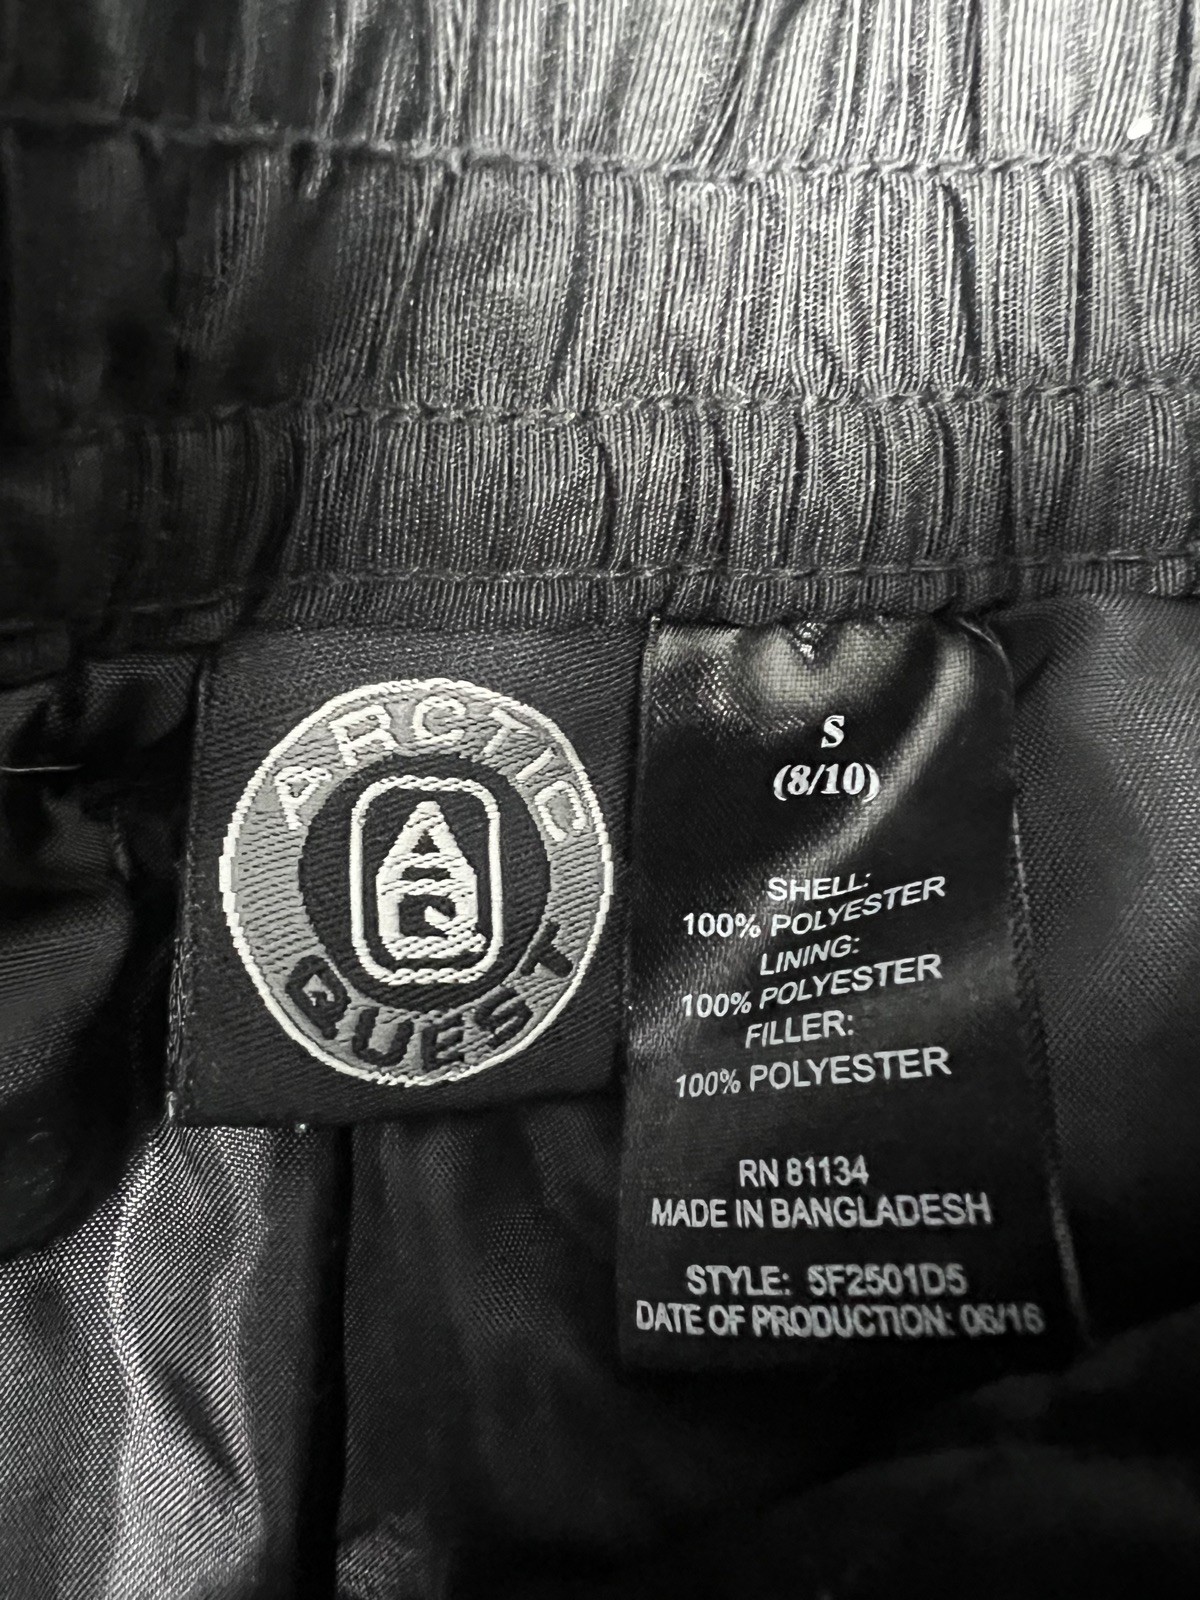 ARCTIC
AQ
QUEST
S
(8/10)
SHELL:
100% POLYESTER
LINING:
100% POLYESTER
FILLER:
100% POLYESTER
RN 81134
MADE IN BANGLADESH
STYLE: SF2501D5
DATE OF PRODUCTION: 06/16